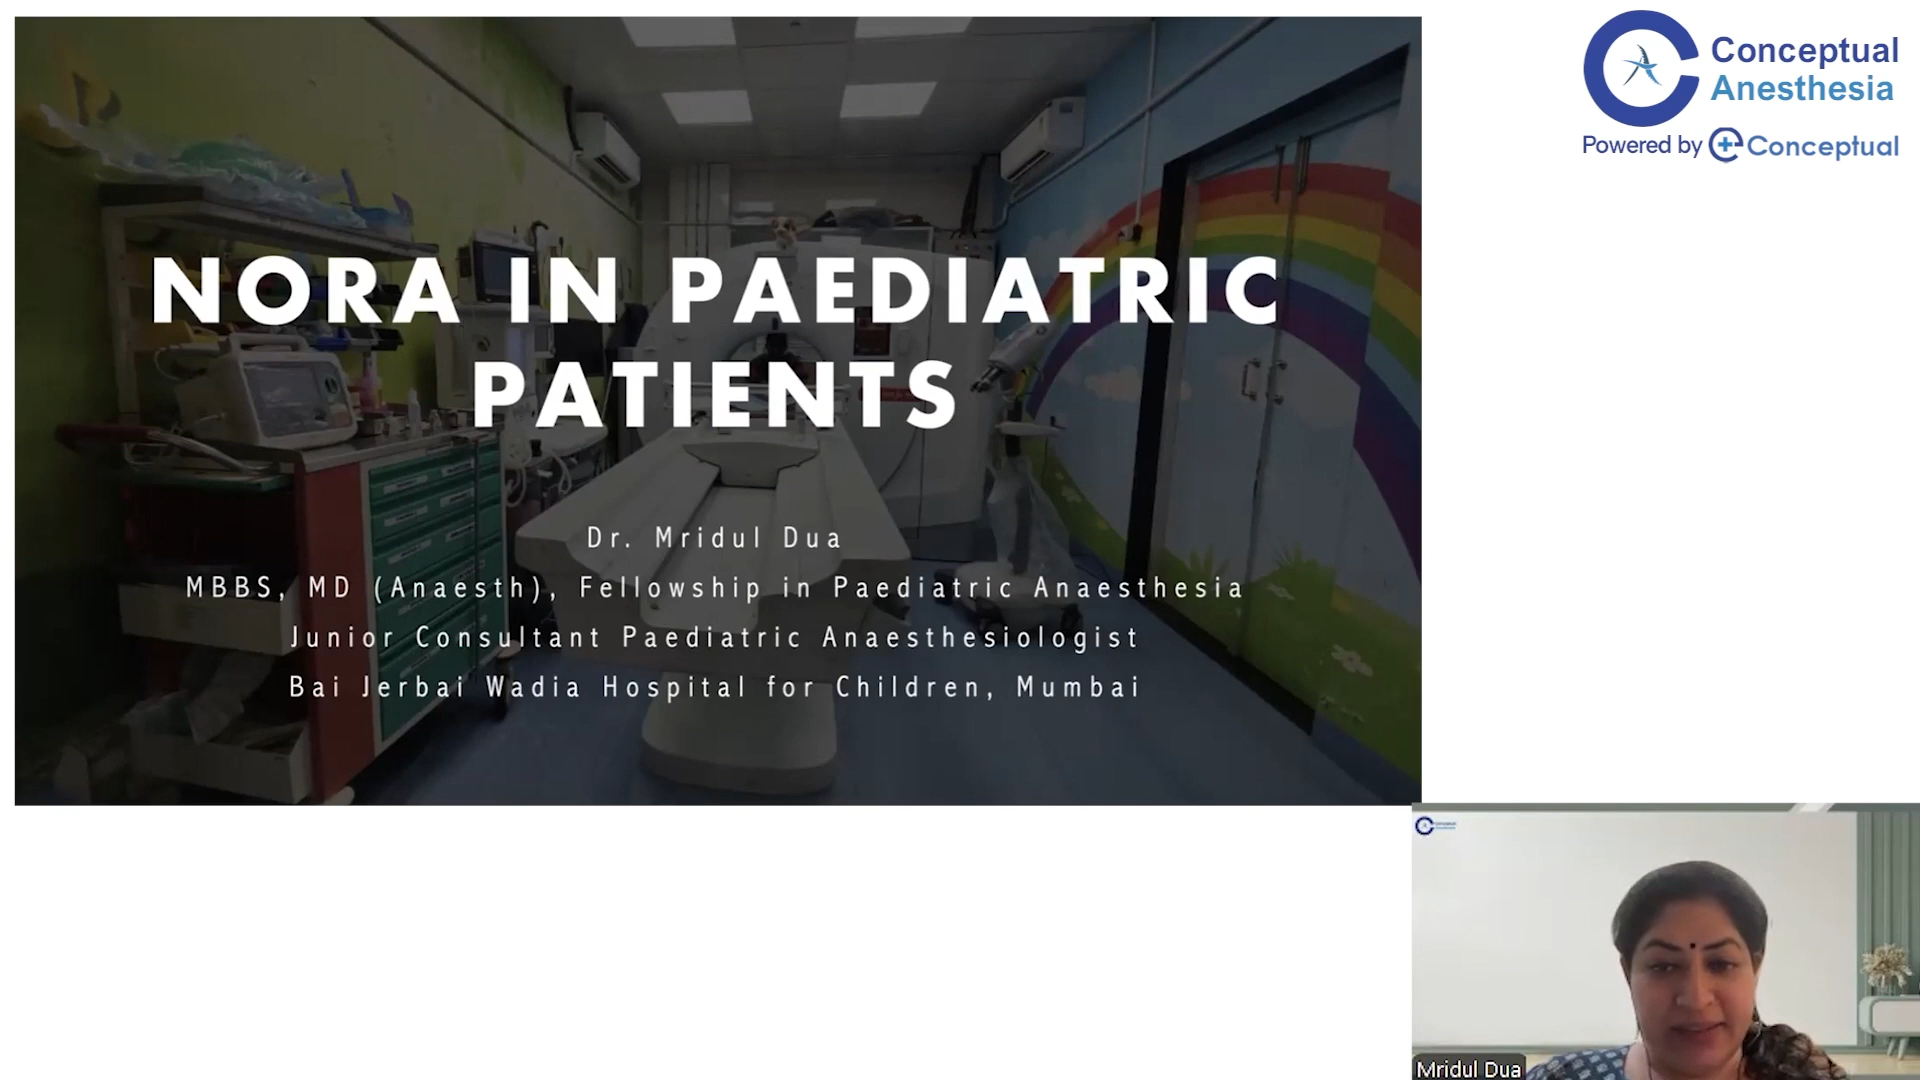 NORA IN PAEDIATRIC
PATIENTS
Dr. Mridul Dua
MBBS, MD (Anaesth), Fellowship in Paediatric Anaesthesia
Junior Consultant Paediatric Anaesthesiologist
Bai Jerbai Wadia Hospital for Children, Mumbai
Conceptual
Anesthesia
Powered by eConceptual
Mridul Dua